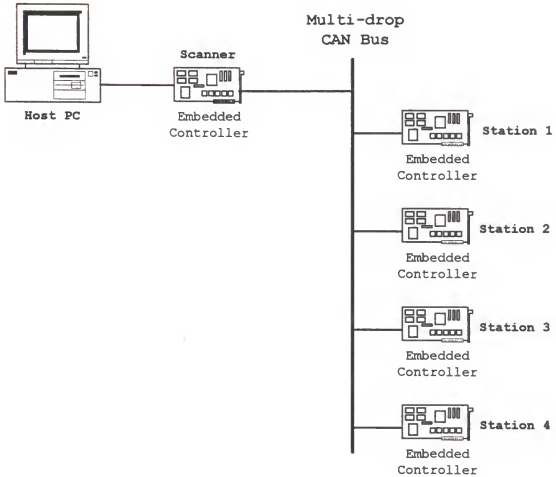 Multi-drop
CAN Bus
Scanner
Host PC
Embedded
Controller
Station 1
Embedded
Controller
Station 2
Embedded
Controller
Station 3
Embedded
Controller
Station 4
Embedded
Controller